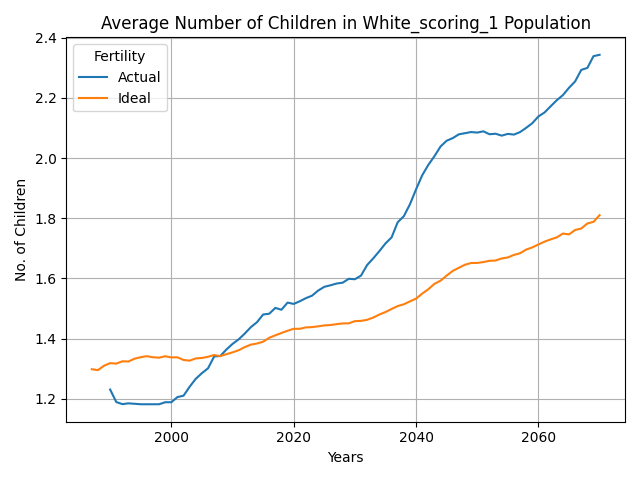 Average Number of Children in White_scoring_1 Population
Fertility
Actual
Ideal
2.4
2.2
2.0
1.8
1.6
1.4
1.2
No. of Children
2000
2020
2040
2060
Years